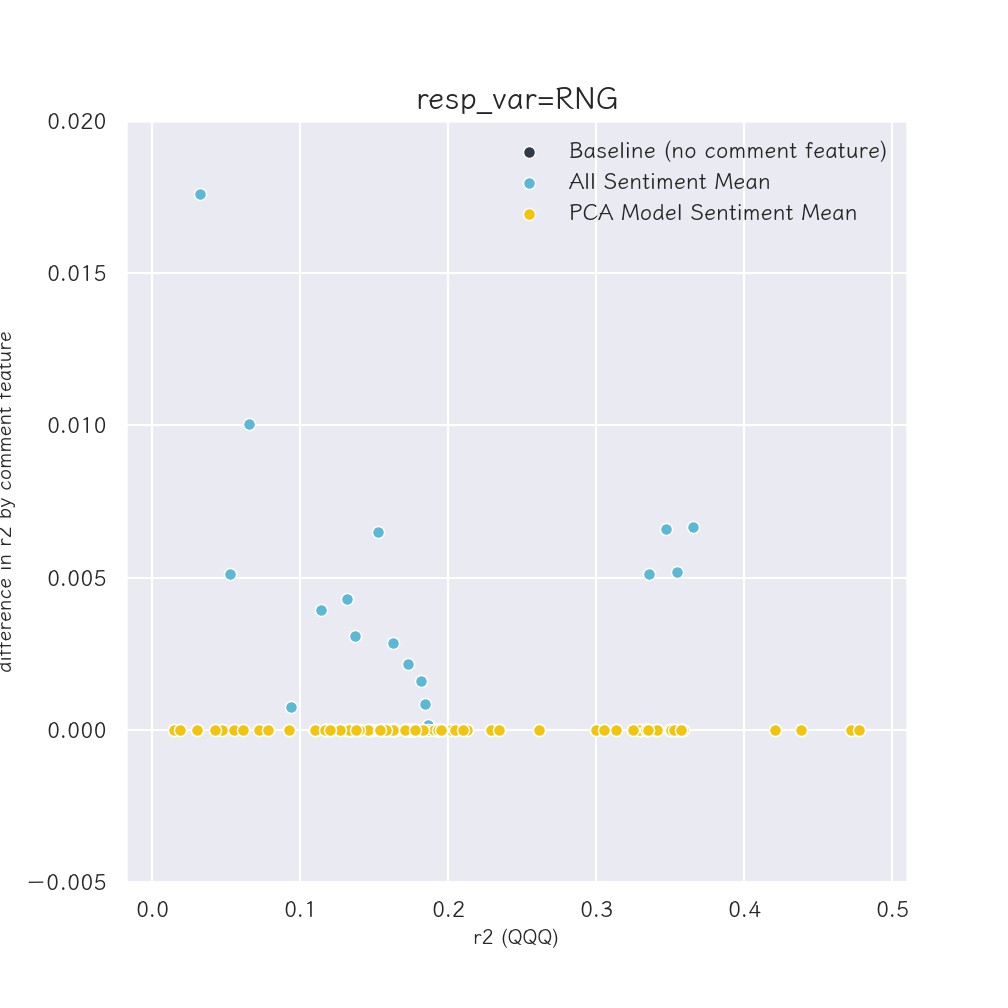 resp_var=RNG
Baseline (no comment feature)
All Sentiment Mean
PCA Model Sentiment Mean
difference in r2 by comment feature
0.020
0.015
0.010
0.005
0.000
−0.005
0.0 0.1 0.2 0.3 0.4 0.5
r2 (QQQ)